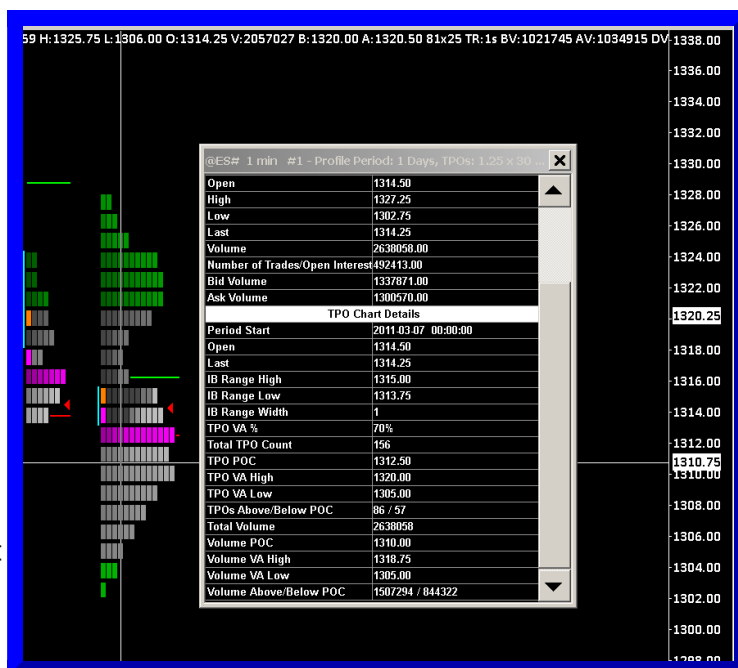 59 H:1325.75 L:1306.00 O:1314.25 V:2057027 B:1320.00 A:1320.50 81x25 TR:1s BV:1021745 AV:1034915 DV
1338.00
1336.00
1334.00
1332.00
@ES# 1 min #1 - Profile Period: 1 Days, TPOs: 1.25 x 30 ...
1330.00
Open 1314.50
High 1327.25
1328.00
Low 1302.75
Last 1314.25
1326.00
Volume 2638058.00
1324.00
Number of Trades/Open Interest 492413.00
Bid Volume 1337871.00
1322.00
Ask Volume 1300570.00
TPO Chart Details
1320.25
Period Start 2011-03-07 00:00:00
Open 1314.50
1318.00
Last 1314.25
IB Range High 1315.00
1316.00
IB Range Low 1313.75
IB Range Width 1
1314.00
TPO VA % 70%
Total TPO Count 156
1312.00
TPO POC 1312.50
1310.75
TPO VA High 1320.00
1310.00
TPO VA Low 1305.00
TPOs Above/Below POC 86 / 57
1308.00
Total Volume 2638058
Volume POC 1310.00
1306.00
Volume VA High 1318.75
Volume VA Low 1305.00
1304.00
Volume Above/Below POC 1507294 / 844322
1302.00
1300.00
1298.00